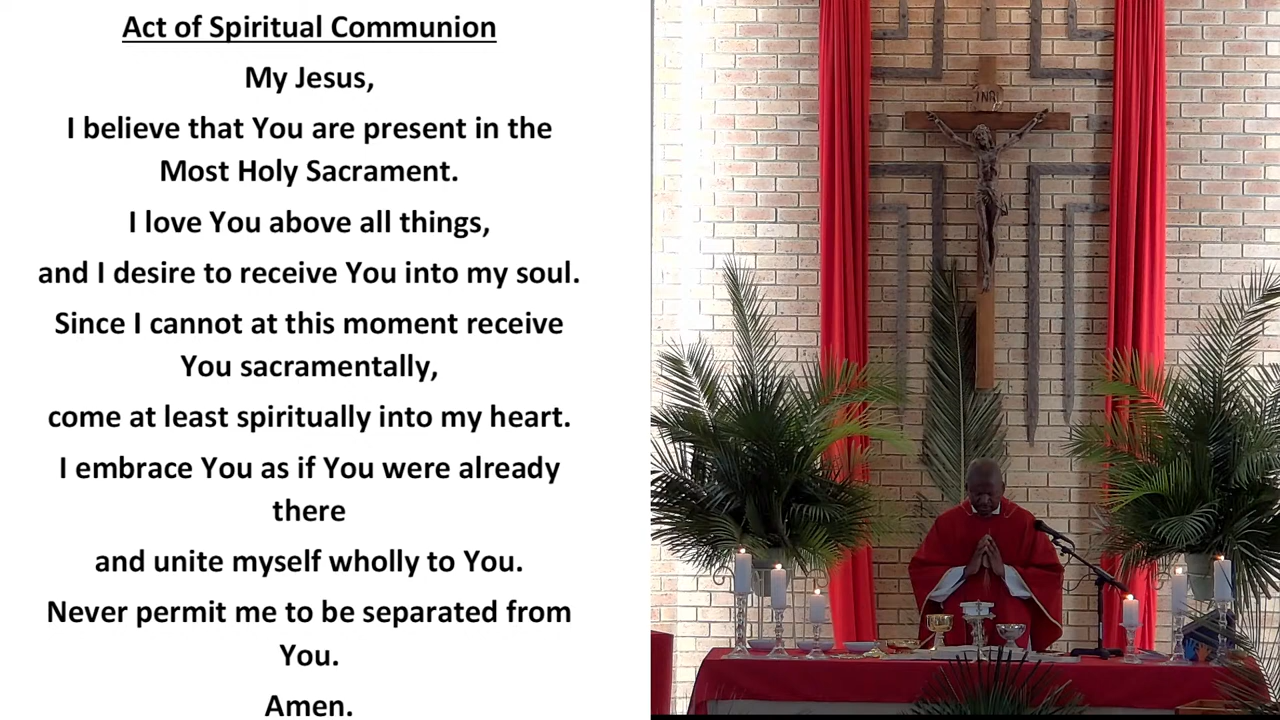 Act of Spiritual Communion
My Jesus,
I believe that You are present in the
Most Holy Sacrament.
I love You above all things,
and I desire to receive You into my soul.
Since I cannot at this moment receive
You sacramentally,
come at least spiritually into my heart.
I embrace You as if You were already
there
and unite myself wholly to You.
Never permit me to be separated from
You.
Amen.
INRI